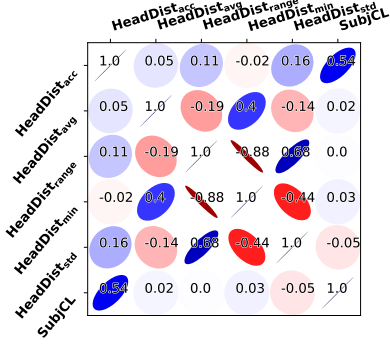 HeadDist_acc HeadDist_avg HeadDist_range HeadDist_min HeadDist_std SubjCL
HeadDist_acc 1.0 0.05 0.11 -0.02 0.16 0.54
HeadDist_avg 0.05 1.0 -0.19 0.4 -0.14 0.02
HeadDist_range 0.11 -0.19 1.0 -0.88 0.68 0.0
HeadDist_min -0.02 0.4 -0.88 1.0 -0.44 0.03
HeadDist_std 0.16 -0.14 0.68 -0.44 1.0 -0.05
SubjCL 0.54 0.02 0.0 0.03 -0.05 1.0